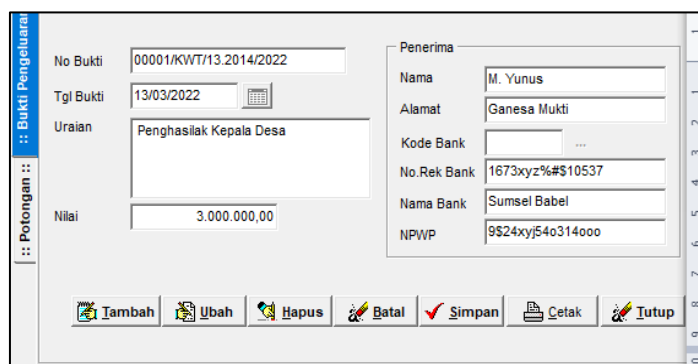 :: Bukti Pengeluaran
:: Potongan ::
No Bukti 00001/KWT/13.2014/2022
Tgl Bukti 13/03/2022
Uraian Penghasilak Kepala Desa
Nilai 3.000.000,00
Penerima
Nama M. Yunus
Alamat Ganesa Mukti
Kode Bank ...
No.Rek Bank 1673xyz%#$10537
Nama Bank Sumsel Babel
NPWP 9$24xyj54o314ooo
Tambah Ubah Hapus Batal Simpan Cetak Tutup